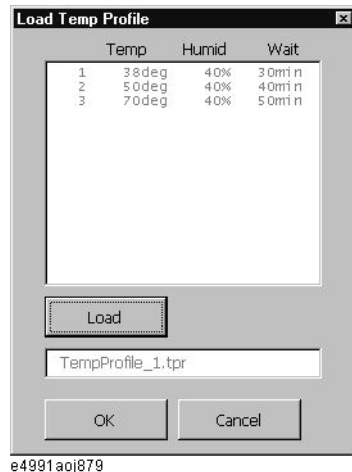 Load Temp Profile
Temp Humid Wait
1 38deg 40% 30min
2 50deg 40% 40min
3 70deg 40% 50min
Load
TempProfile_1.tpr
OK Cancel
e4991aoj879